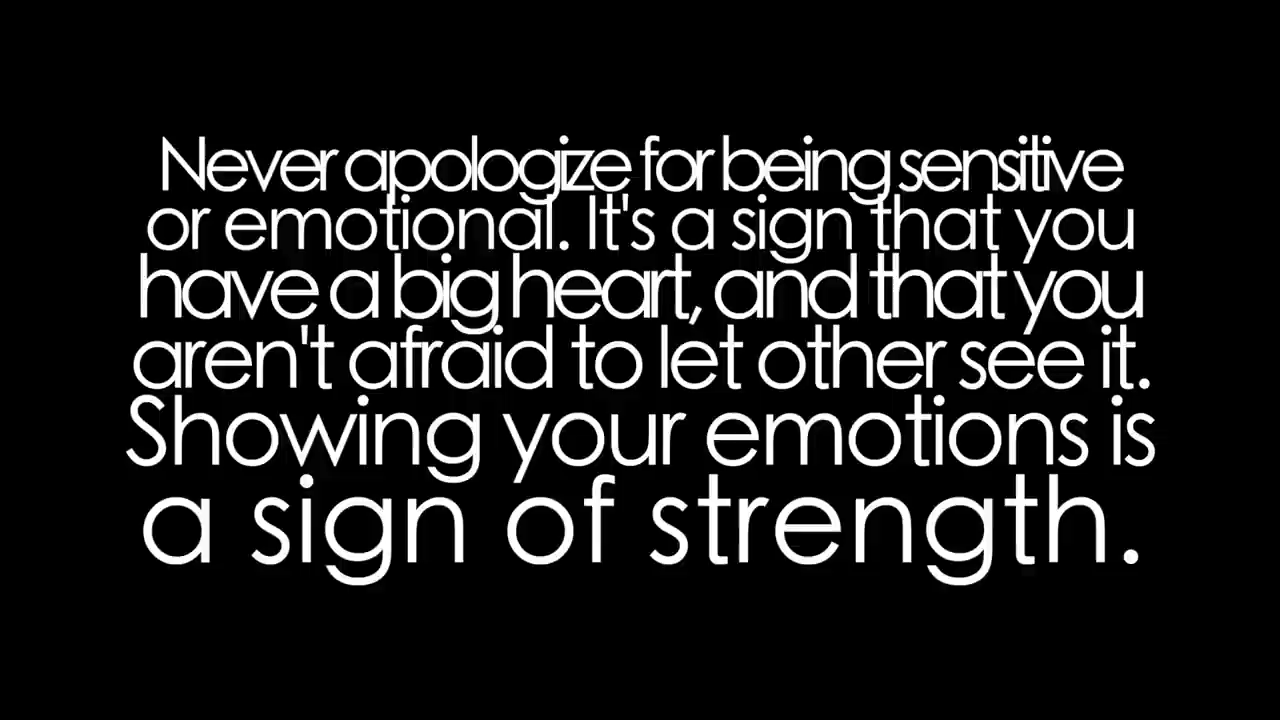 Never apologize for being sensitive
or emotional. It's a sign that you
have a big heart, and that you
aren't afraid to let other see it.
Showing your emotions is
a sign of strength.